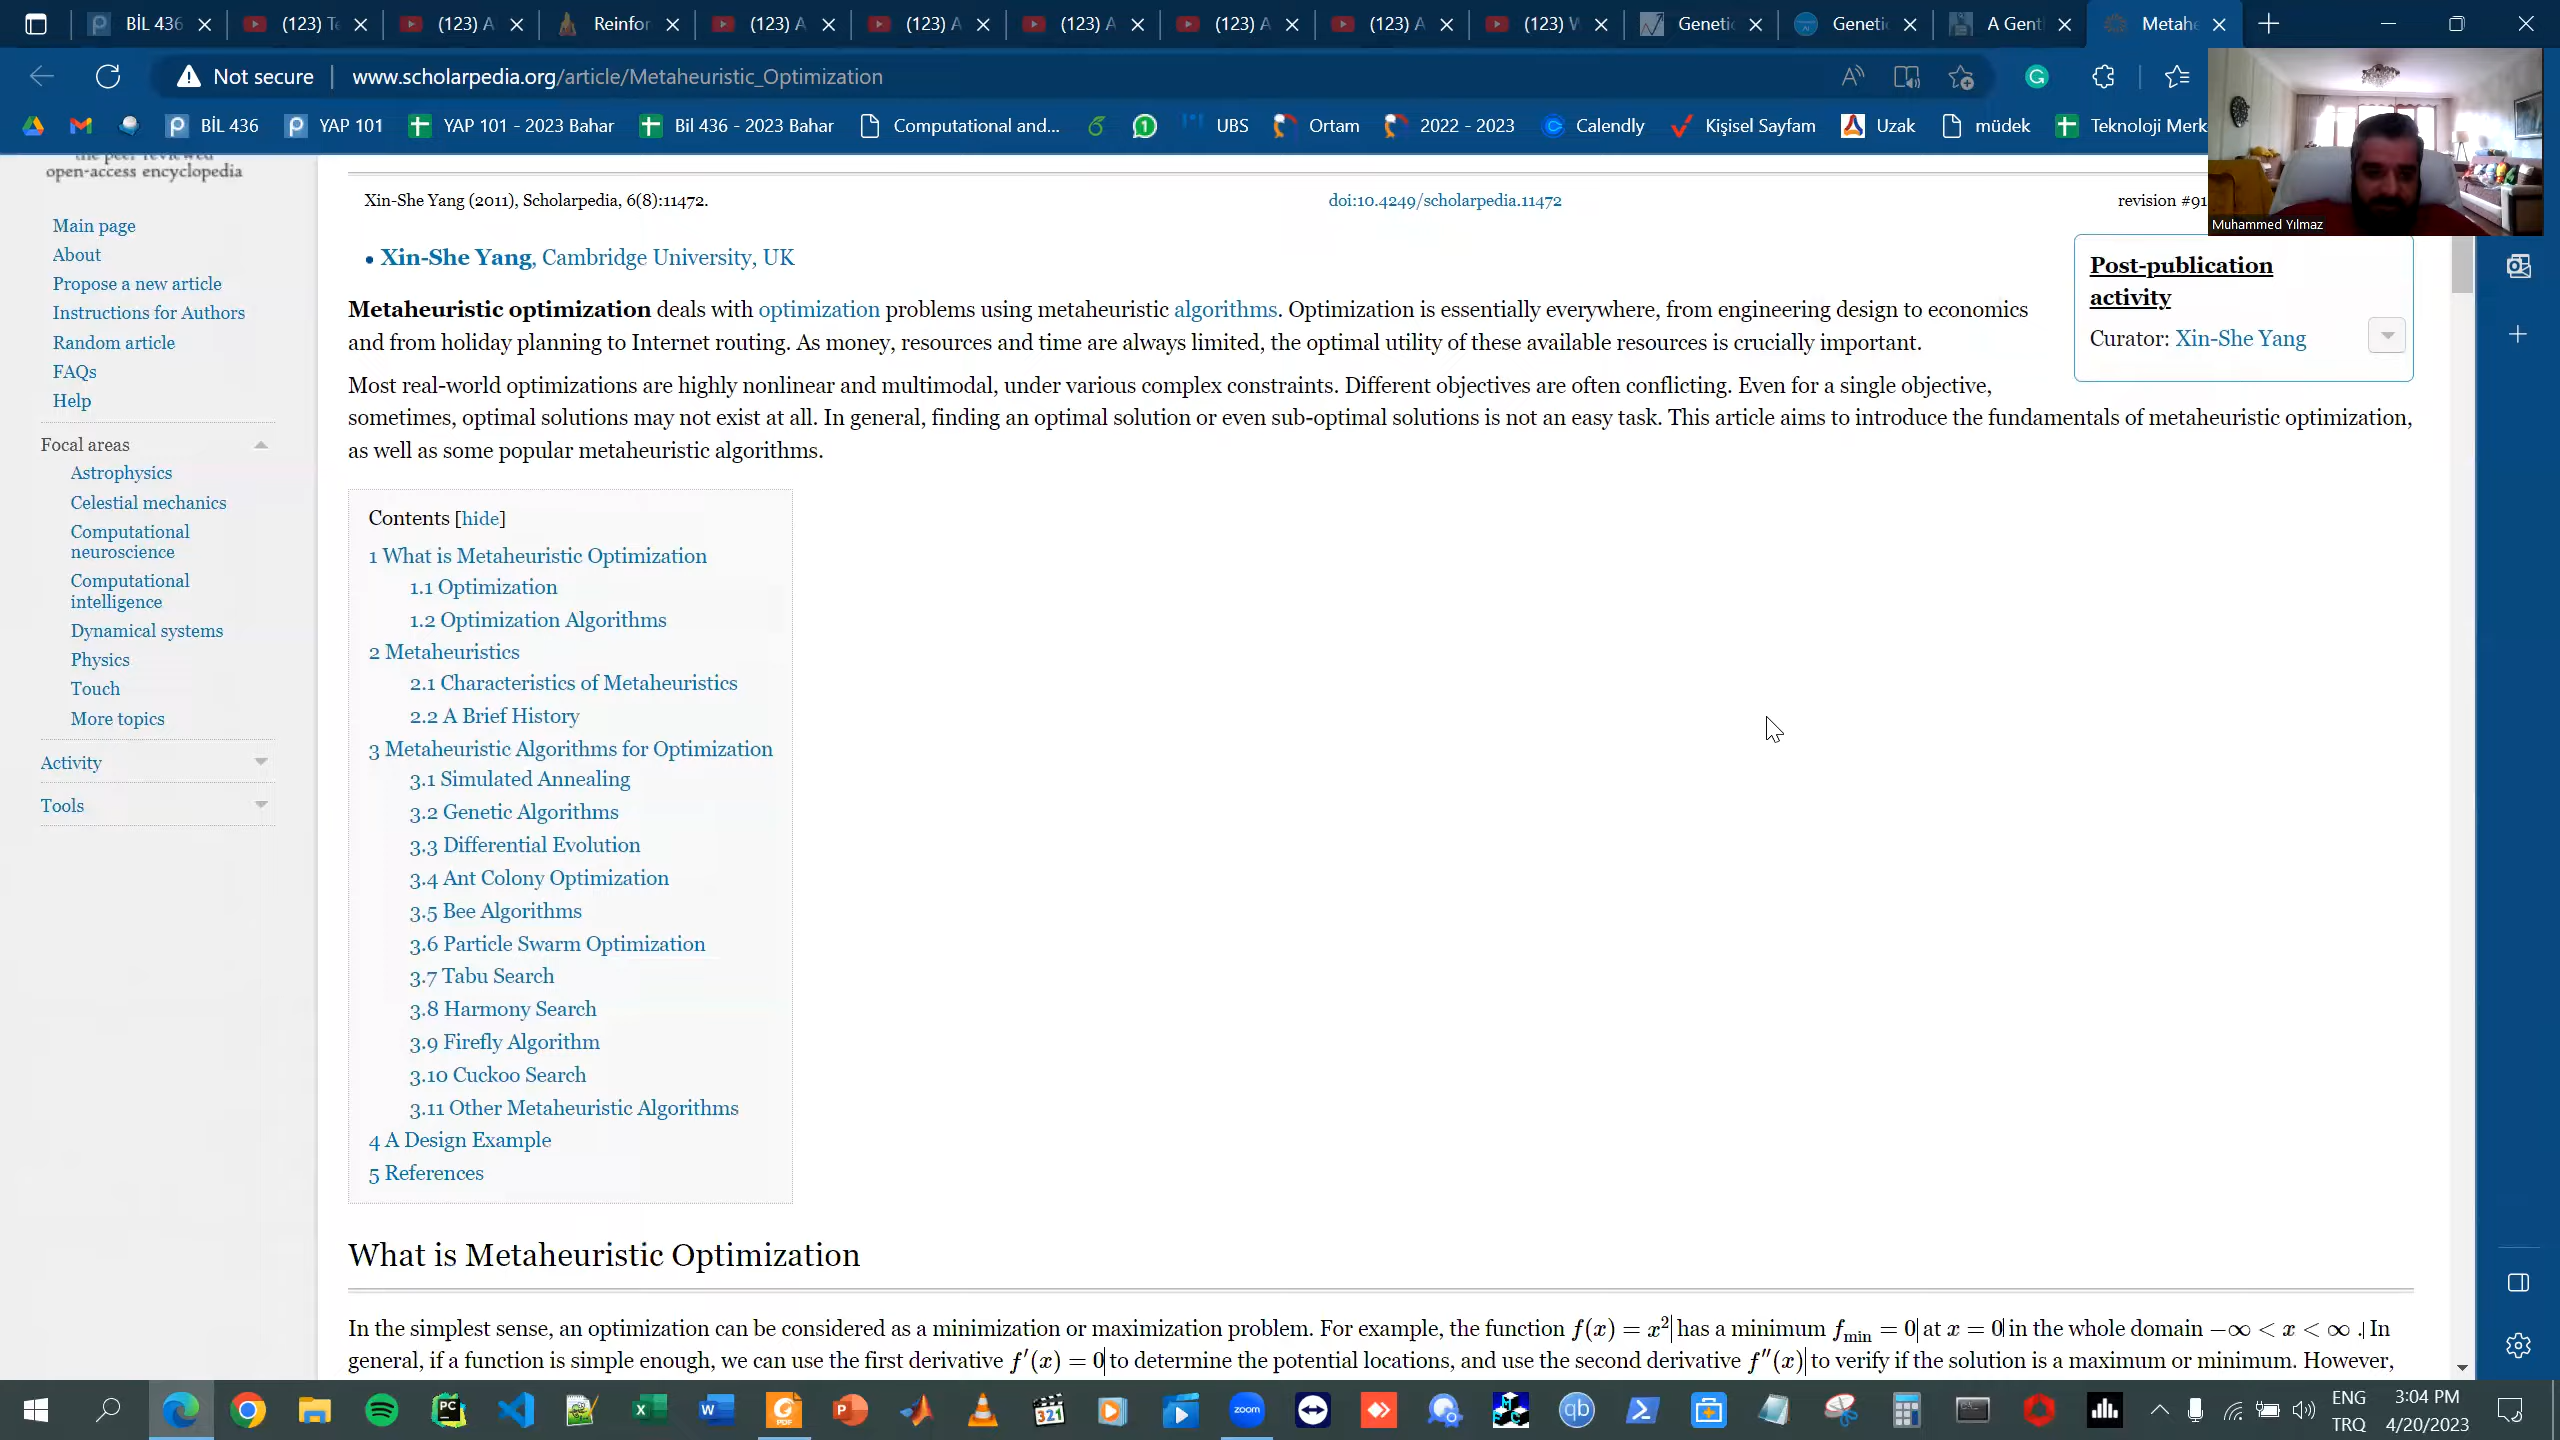 BİL 436
(123) Te
(123) A
Reinfor
(123) A
(123) A
(123) A
(123) A
(123) A
(123) W
Geneti
Geneti
A Gent
Metahe
Not secure
www.scholarpedia.org/article/Metaheuristic_Optimization
BİL 436
YAP 101
YAP 101 - 2023 Bahar
Bil 436 - 2023 Bahar
Computational and...
UBS
Ortam
2022 - 2023
Calendly
Kişisel Sayfam
Uzak
müdek
Teknoloji Merk
Muhammed Yılmaz
the peer-reviewed
open-access encyclopedia
Main page
About
Propose a new article
Instructions for Authors
Random article
FAQs
Help
Focal areas
Astrophysics
Celestial mechanics
Computational
neuroscience
Computational
intelligence
Dynamical systems
Physics
Touch
More topics
Activity
Tools
Xin-She Yang (2011), Scholarpedia, 6(8):11472.
doi:10.4249/scholarpedia.11472
revision #91
• Xin-She Yang, Cambridge University, UK
Post-publication
activity
Curator: Xin-She Yang
Metaheuristic optimization deals with optimization problems using metaheuristic algorithms. Optimization is essentially everywhere, from engineering design to economics
and from holiday planning to Internet routing. As money, resources and time are always limited, the optimal utility of these available resources is crucially important.
Most real-world optimizations are highly nonlinear and multimodal, under various complex constraints. Different objectives are often conflicting. Even for a single objective,
sometimes, optimal solutions may not exist at all. In general, finding an optimal solution or even sub-optimal solutions is not an easy task. This article aims to introduce the fundamentals of metaheuristic optimization,
as well as some popular metaheuristic algorithms.
Contents [hide]
1 What is Metaheuristic Optimization
1.1 Optimization
1.2 Optimization Algorithms
2 Metaheuristics
2.1 Characteristics of Metaheuristics
2.2 A Brief History
3 Metaheuristic Algorithms for Optimization
3.1 Simulated Annealing
3.2 Genetic Algorithms
3.3 Differential Evolution
3.4 Ant Colony Optimization
3.5 Bee Algorithms
3.6 Particle Swarm Optimization
3.7 Tabu Search
3.8 Harmony Search
3.9 Firefly Algorithm
3.10 Cuckoo Search
3.11 Other Metaheuristic Algorithms
4 A Design Example
5 References
What is Metaheuristic Optimization
In the simplest sense, an optimization can be considered as a minimization or maximization problem. For example, the function f(x) = x² has a minimum f_min = 0 at x = 0 in the whole domain −∞ < x < ∞ . In
general, if a function is simple enough, we can use the first derivative f′(x) = 0 to determine the potential locations, and use the second derivative f″(x) to verify if the solution is a maximum or minimum. However,
ENG
TRQ
3:04 PM
4/20/2023